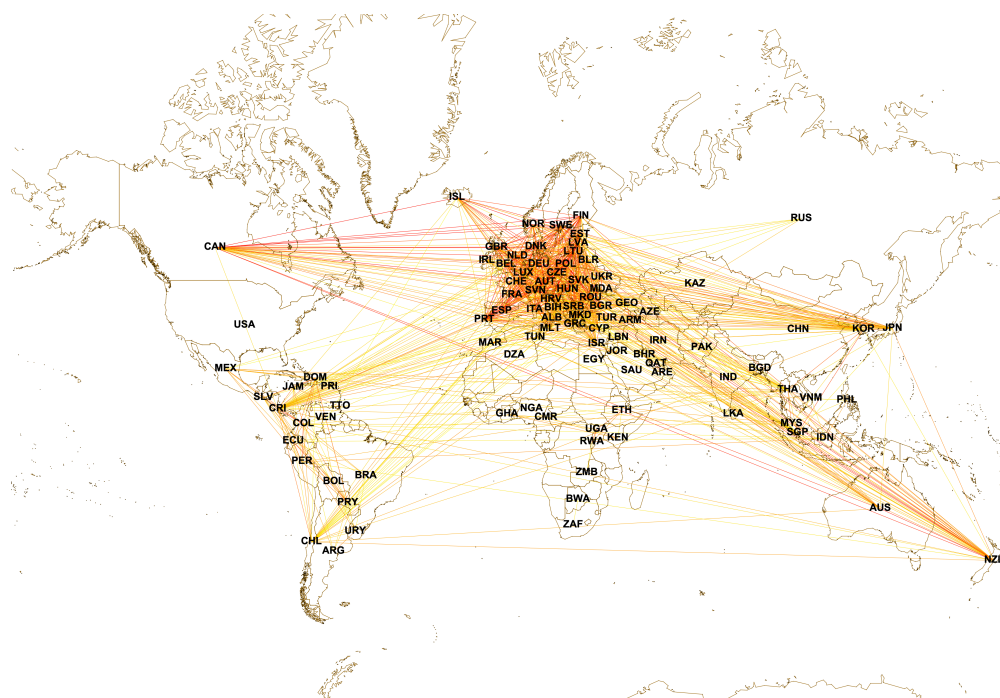 ISL
FIN
RUS
NOR
SWE
EST
CAN
GBR
DNK
LVA
LTU
IRL
NLD
BEL
DEU
POL
BLR
LUX
CZE
CHE
AUT
SVK
UKR
KAZ
FRA
SVN
HUN
MDA
HRV
ROU
GEO
ESP
ITA
BIH
SRB
BGR
AZE
PRT
ALB
MKD
TUR
ARM
USA
MLT
GRC
CYP
CHN
KOR
JPN
MAR
TUN
ISR
LBN
IRN
PAK
DZA
EGY
JOR
BHR
MEX
DOM
SAU
QAT
ARE
IND
BGD
JAM
PRI
THA
SLV
VNM
PHL
CRI
TTO
GHA
NGA
CMR
ETH
LKA
COL
VEN
UGA
KEN
MYS
SGP
IDN
ECU
RWA
PER
BOL
BRA
ZMB
PRY
BWA
AUS
URY
ZAF
CHL
ARG
NZL